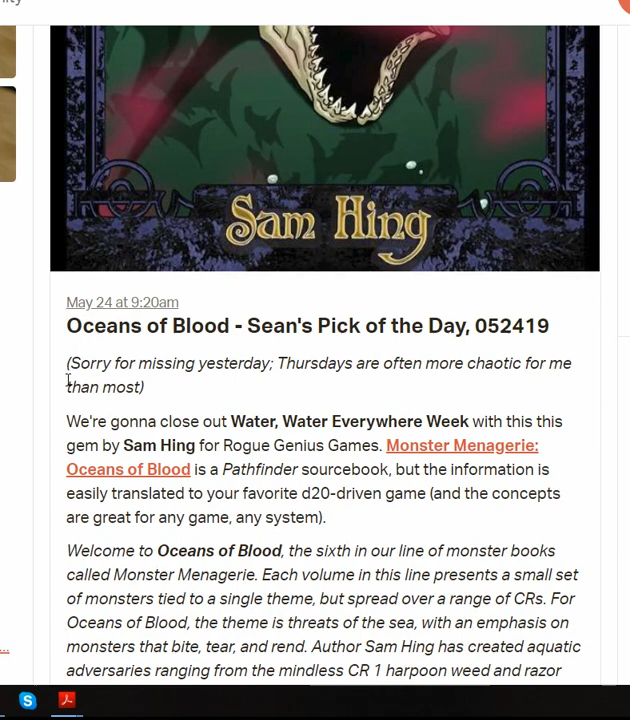 Sam Hing
May 24 at 9:20am
Oceans of Blood - Sean's Pick of the Day, 052419
(Sorry for missing yesterday; Thursdays are often more chaotic for me
than most)
We're gonna close out Water, Water Everywhere Week with this this
gem by Sam Hing for Rogue Genius Games. Monster Menagerie:
Oceans of Blood is a Pathfinder sourcebook, but the information is
easily translated to your favorite d20-driven game (and the concepts
are great for any game, any system).
Welcome to Oceans of Blood, the sixth in our line of monster books
called Monster Menagerie. Each volume in this line presents a small set
of monsters tied to a single theme, but spread over a range of CRs. For
Oceans of Blood, the theme is threats of the sea, with an emphasis on
monsters that bite, tear, and rend. Author Sam Hing has created aquatic
adversaries ranging from the mindless CR 1 harpoon weed and razor